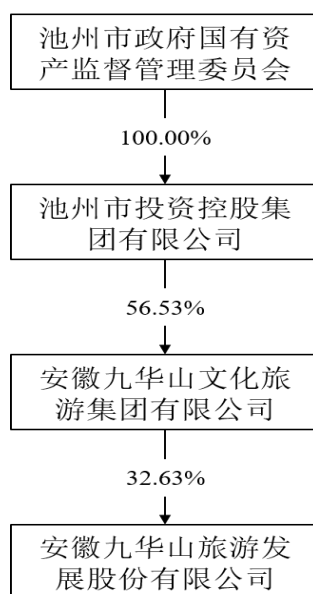 池州市政府国有资
产监督管理委员会
100.00%
池州市投资控股集
团有限公司
56.53%
安徽九华山文化旅
游集团有限公司
32.63%
安徽九华山旅游发
展股份有限公司